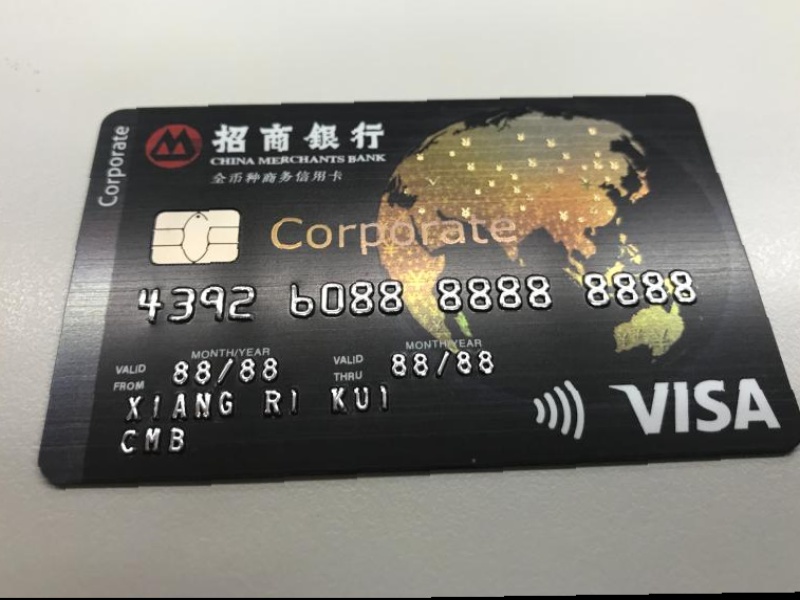 Corporate
招商銀行
CHINA MERCHANTS BANK
全币种商务信用卡
Corporate
4392 6088 8888 8888
MONTH/YEAR MONTH/YEAR
VALID FROM 88/88 VALID THRU 88/88
XIANG RI KUI
CMB
VISA